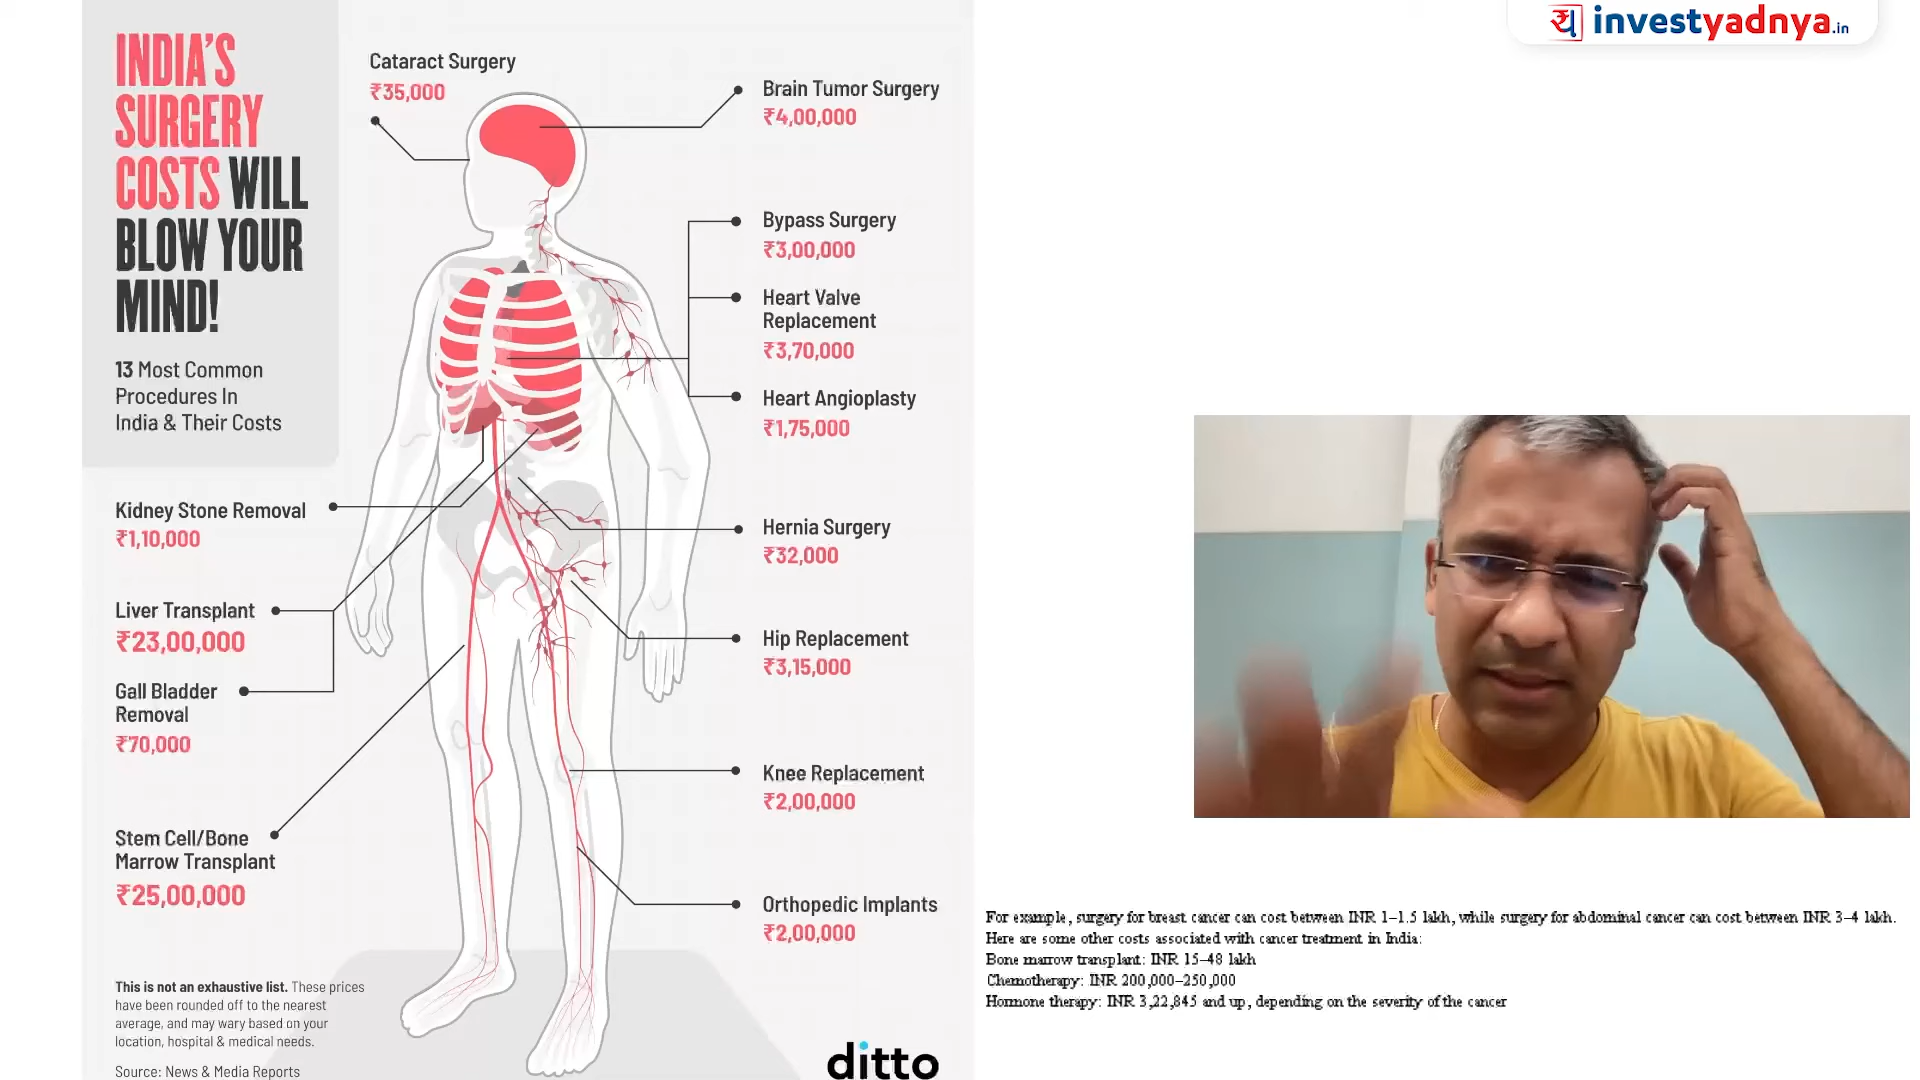 INDIA'S
SURGERY
COSTS WILL
BLOW YOUR
MIND!
13 Most Common
Procedures In
India & Their Costs
Cataract Surgery
₹35,000
Brain Tumor Surgery
₹4,00,000
Bypass Surgery
₹3,00,000
Heart Valve
Replacement
₹3,70,000
Heart Angioplasty
₹1,75,000
Kidney Stone Removal
₹1,10,000
Hernia Surgery
₹32,000
Liver Transplant
₹23,00,000
Hip Replacement
₹3,15,000
Gall Bladder
Removal
₹70,000
Knee Replacement
₹2,00,000
Stem Cell/Bone
Marrow Transplant
₹25,00,000
Orthopedic Implants
₹2,00,000
This is not an exhaustive list. These prices
have been rounded off to the nearest
average, and may vary based on your
location, hospital & medical needs.
Source: News & Media Reports
ditto
investyadnya.in
For example, surgery for breast cancer can cost between INR 1–1.5 lakh, while surgery for abdominal cancer can cost between INR 3–4 lakh.
Here are some other costs associated with cancer treatment in India:
Bone marrow transplant: INR 15–48 lakh
Chemotherapy: INR 200,000–250,000
Hormone therapy: INR 3,22,845 and up, depending on the severity of the cancer